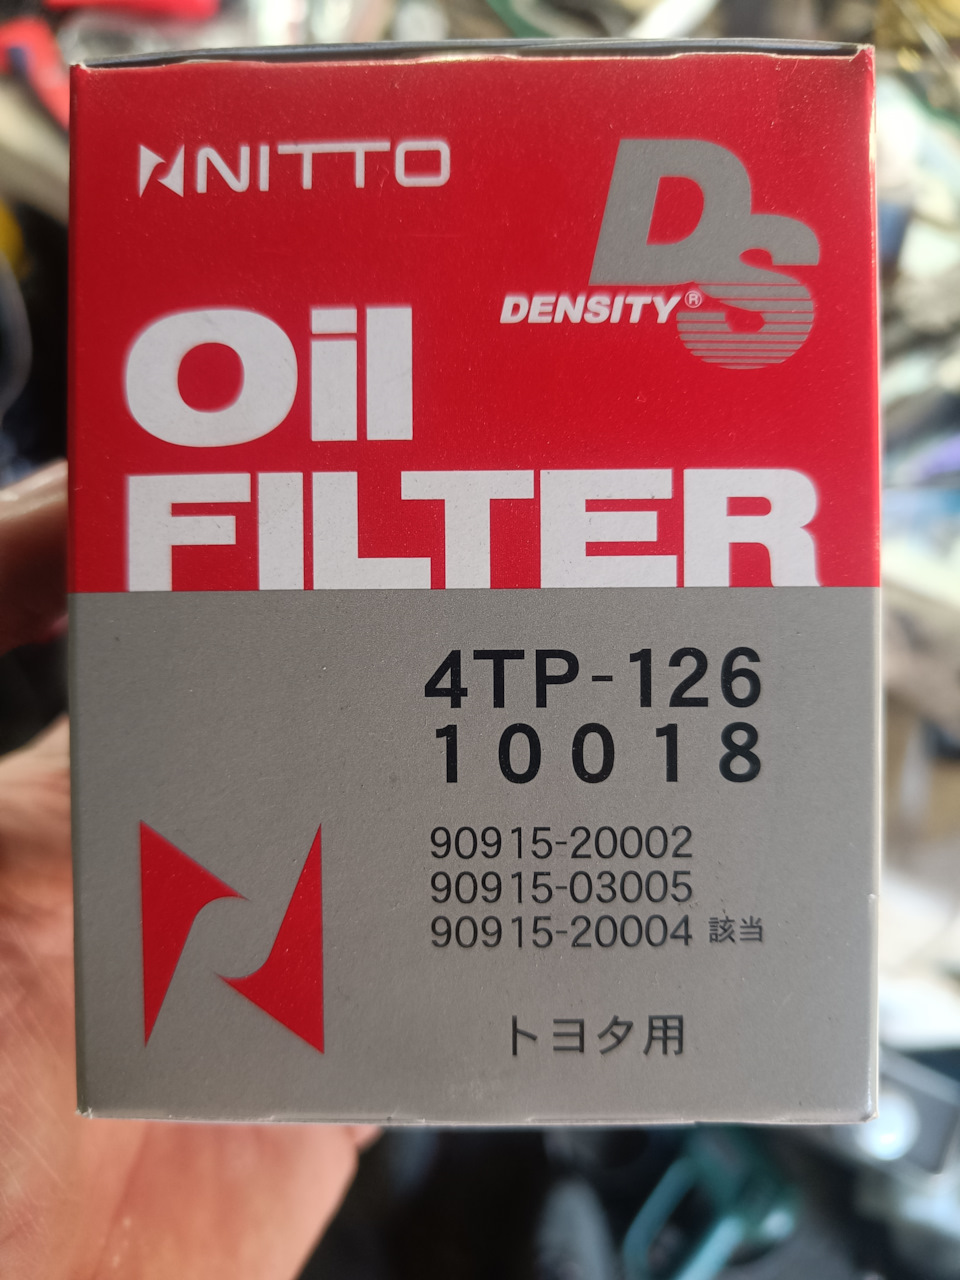 NITTO
DS
DENSITY®
Oil
FILTER
4TP-126
10018
90915-20002
90915-03005
90915-20004 該当
トヨタ用